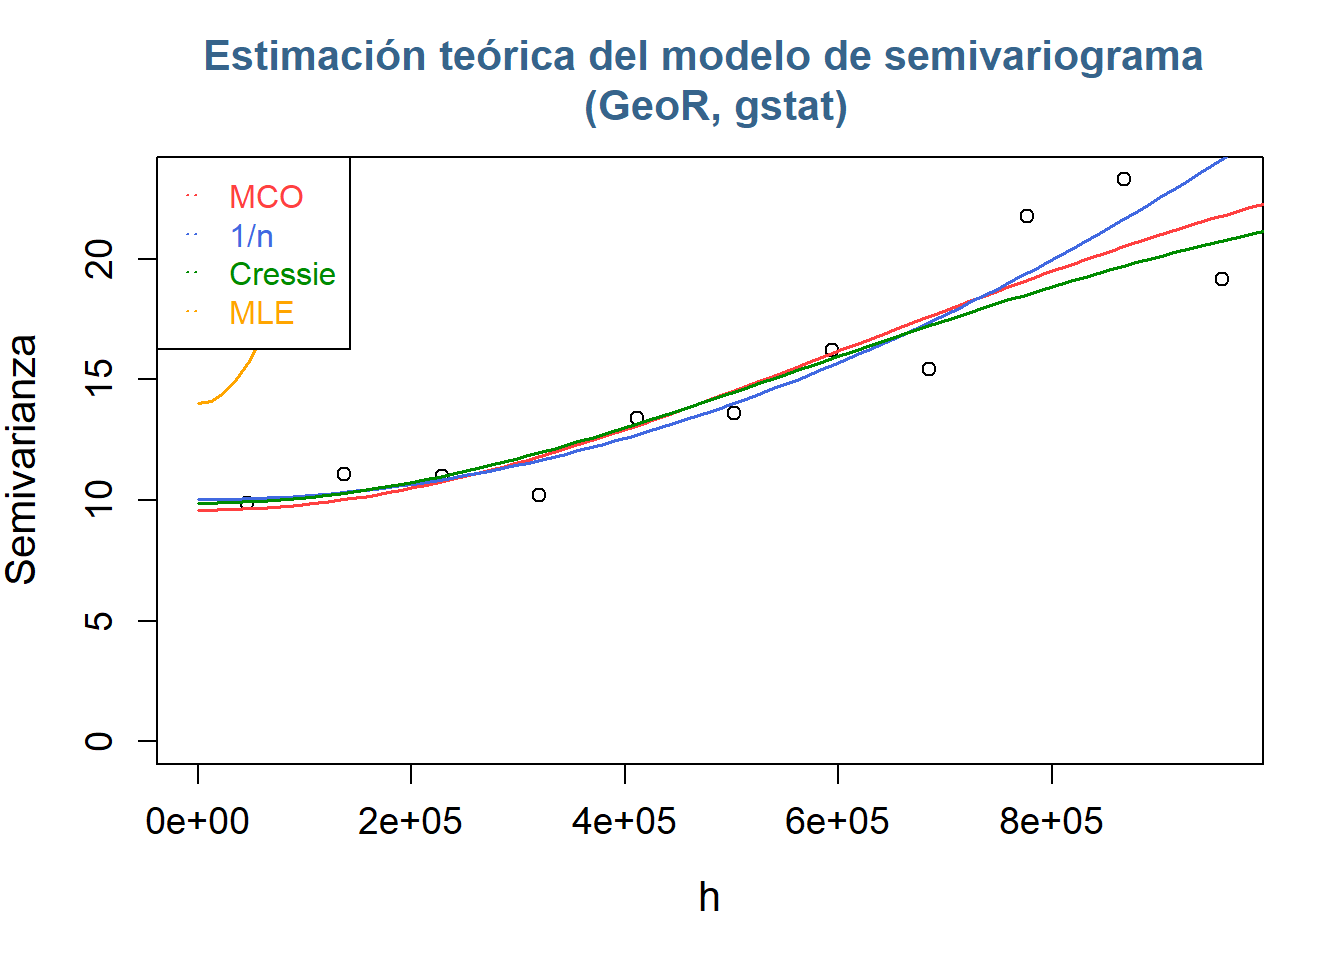 Estimación teórica del modelo de semivariograma
(GeoR, gstat)
MCO
1/n
Cressie
MLE
Semivarianza
20
15
10
5
0
0e+00 2e+05 4e+05 6e+05 8e+05
h